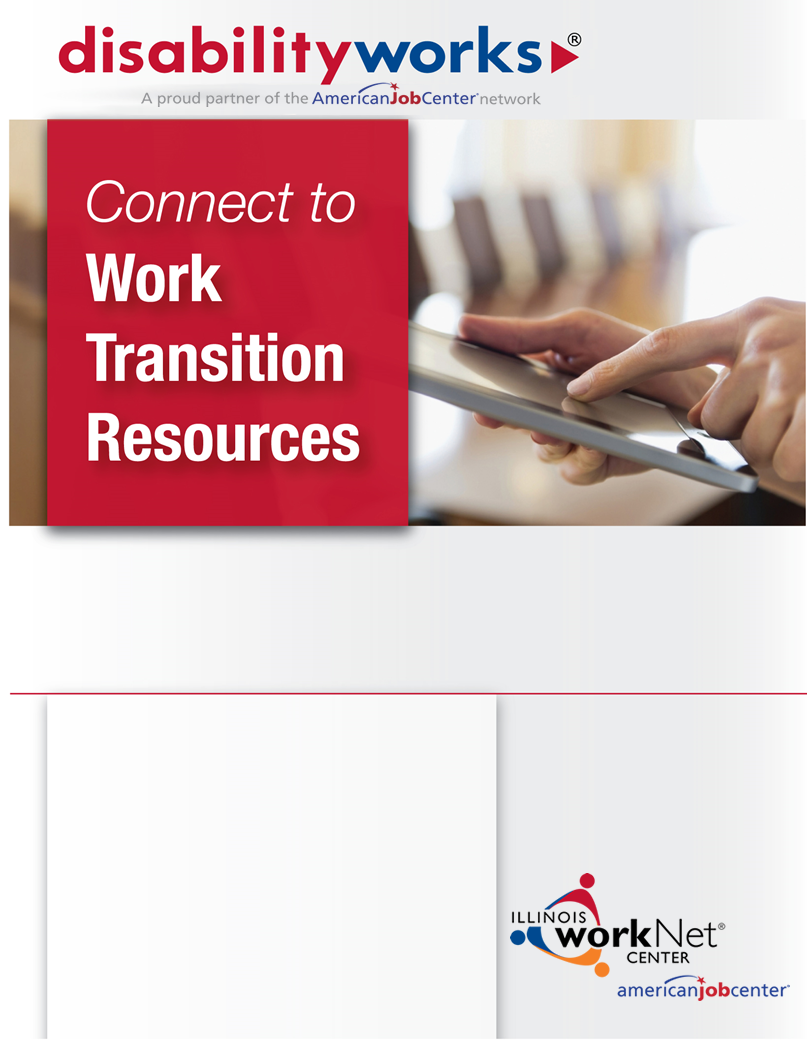 disabilityworks®
A proud partner of the AmericanJobCenter® network
Connect to
Work
Transition
Resources
ILLINOIS
workNet®
CENTER
americanjobcenter®